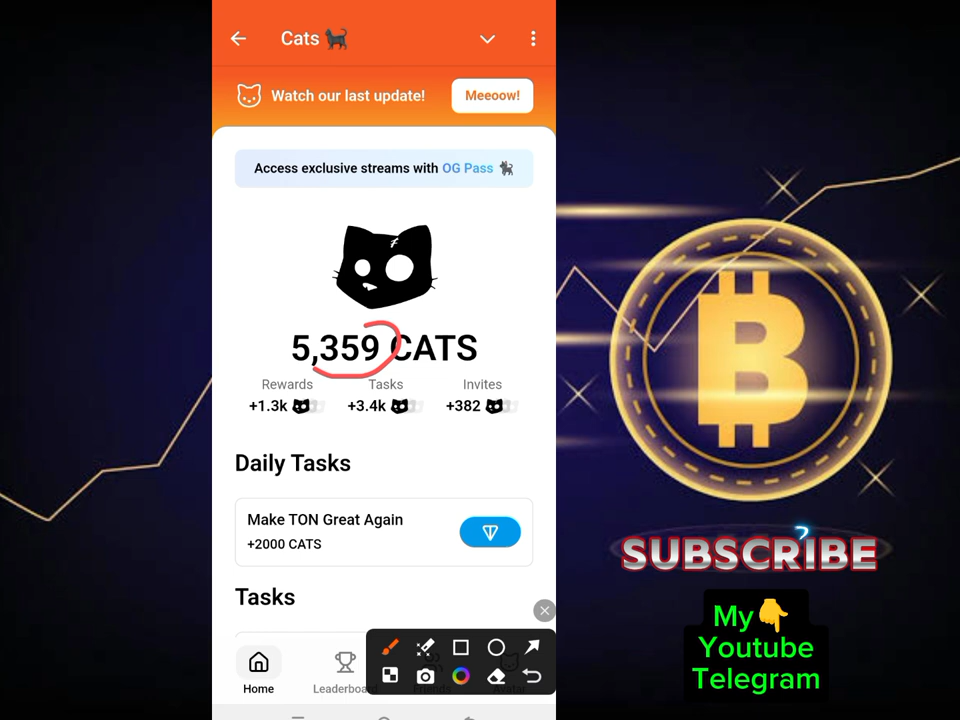 Cats 🐈‍⬛
Watch our last update!
Meeoow!
Access exclusive streams with OG Pass 🐈‍⬛
5,359 CATS
Rewards
Tasks
Invites
+1.3k
+3.4k
+382
Daily Tasks
Make TON Great Again
+2000 CATS
Tasks
Home
SUBSCRIBE
My👇
Youtube
Telegram